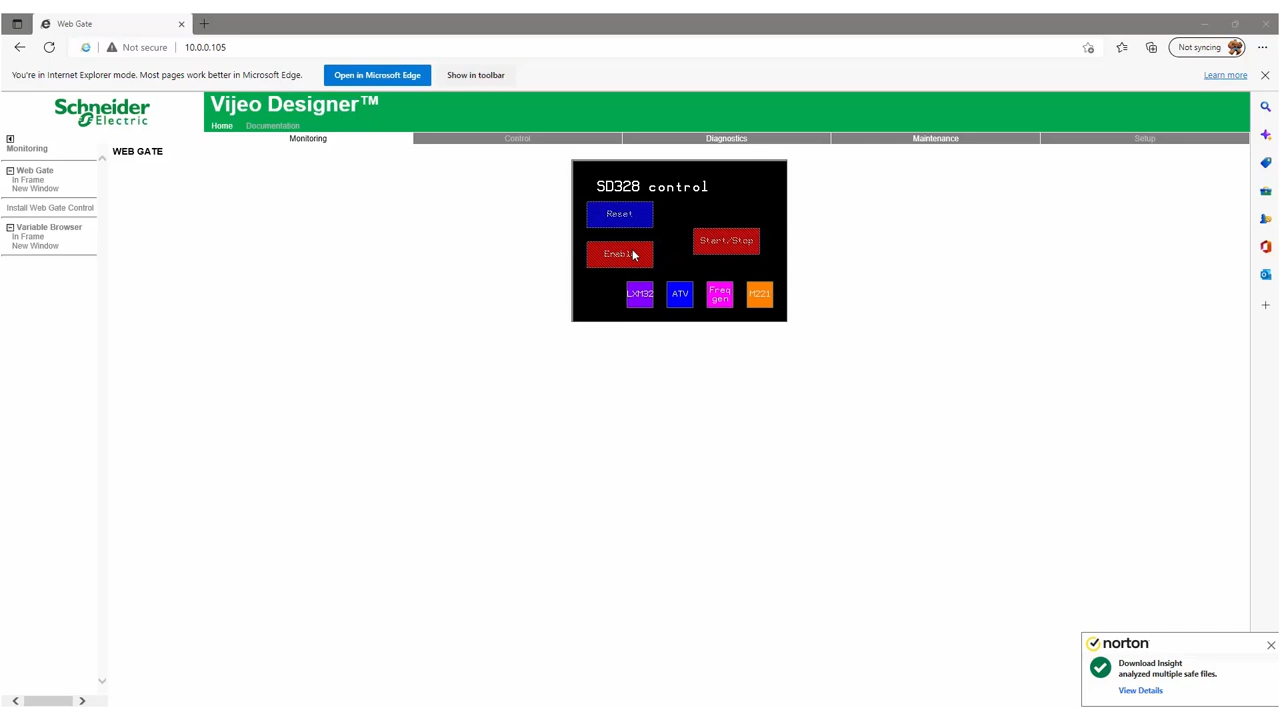 Web Gate
Not secure
10.0.0.105
Not syncing
You're in Internet Explorer mode. Most pages work better in Microsoft Edge.
Open in Microsoft Edge
Show in toolbar
Learn more
Schneider
Electric
Vijeo Designer™
Home
Documentation
Monitoring
Control
Diagnostics
Maintenance
Setup
Monitoring
Web Gate
In Frame
New Window
Install Web Gate Control
Variable Browser
In Frame
New Window
WEB GATE
SD328 control
Reset
Start/Stop
Enable
LXM32
ATV
Freq
gen
M221
norton
Download Insight
analyzed multiple safe files.
View Details